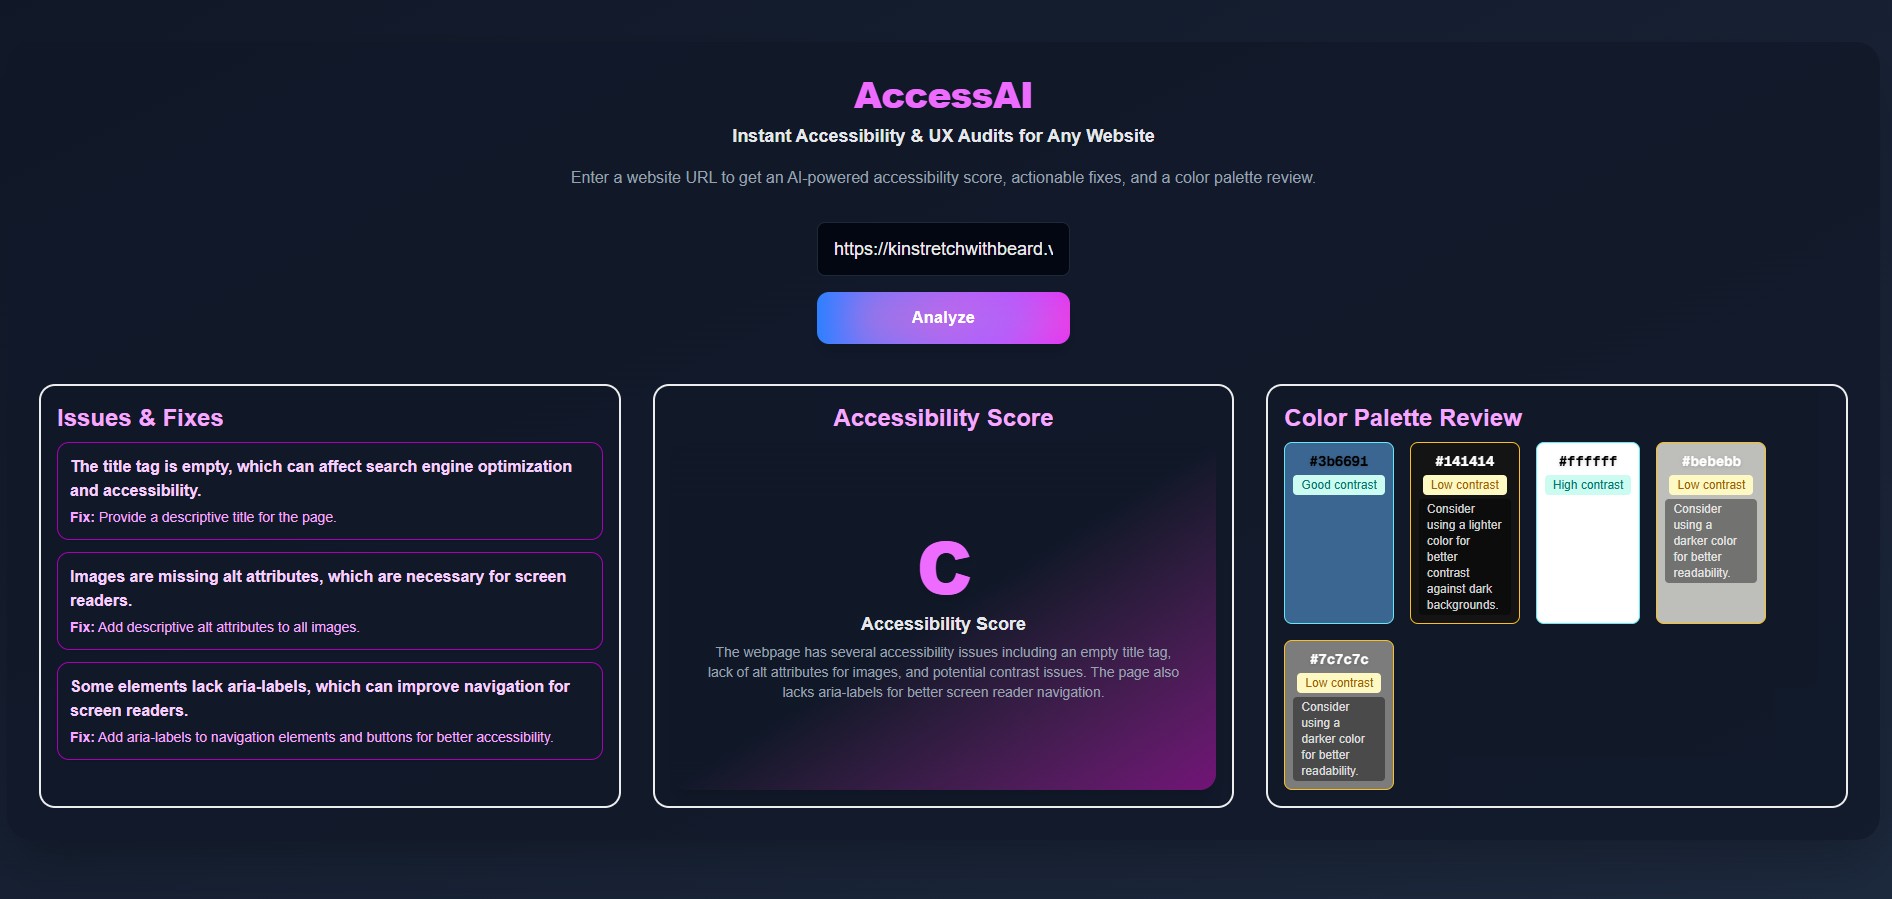 AccessAI
Instant Accessibility & UX Audits for Any Website
Enter a website URL to get an AI-powered accessibility score, actionable fixes, and a color palette review.
https://kinstretchwithbeard.v
Analyze
Issues & Fixes
The title tag is empty, which can affect search engine optimization
and accessibility.
Fix: Provide a descriptive title for the page.
Images are missing alt attributes, which are necessary for screen
readers.
Fix: Add descriptive alt attributes to all images.
Some elements lack aria-labels, which can improve navigation for
screen readers.
Fix: Add aria-labels to navigation elements and buttons for better accessibility.
Accessibility Score
C
Accessibility Score
The webpage has several accessibility issues including an empty title tag,
lack of alt attributes for images, and potential contrast issues. The page also
lacks aria-labels for better screen reader navigation.
Color Palette Review
#3b6691
Good contrast
#141414
Low contrast
Consider
using a lighter
color for
better
contrast
against dark
backgrounds.
#ffffff
High contrast
#bebebb
Low contrast
Consider
using a
darker color
for better
readability.
#7c7c7c
Low contrast
Consider
using a
darker color
for better
readability.